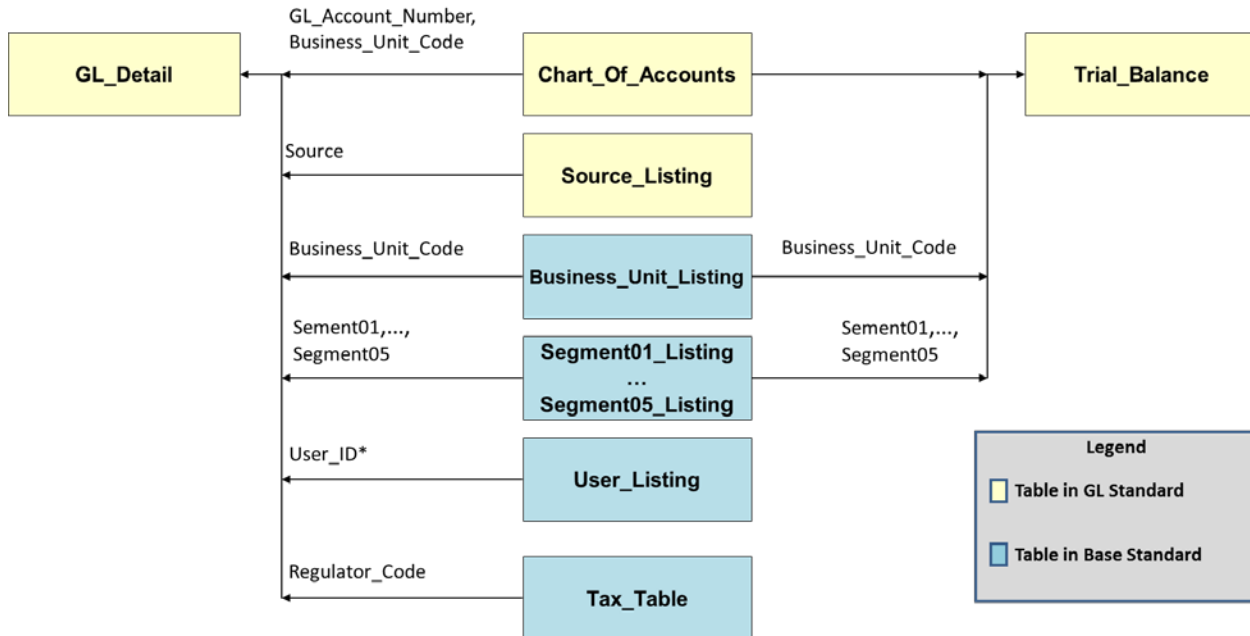 GL_Account_Number,
Business_Unit_Code
GL_Detail
Chart_Of_Accounts
Trial_Balance
Source
Source_Listing
Business_Unit_Code
Business_Unit_Listing
Business_Unit_Code
Sement01,...,
Segment05
Segment01_Listing
...
Segment05_Listing
Sement01,...,
Segment05
User_ID*
User_Listing
Regulator_Code
Tax_Table
Legend
Table in GL Standard
Table in Base Standard